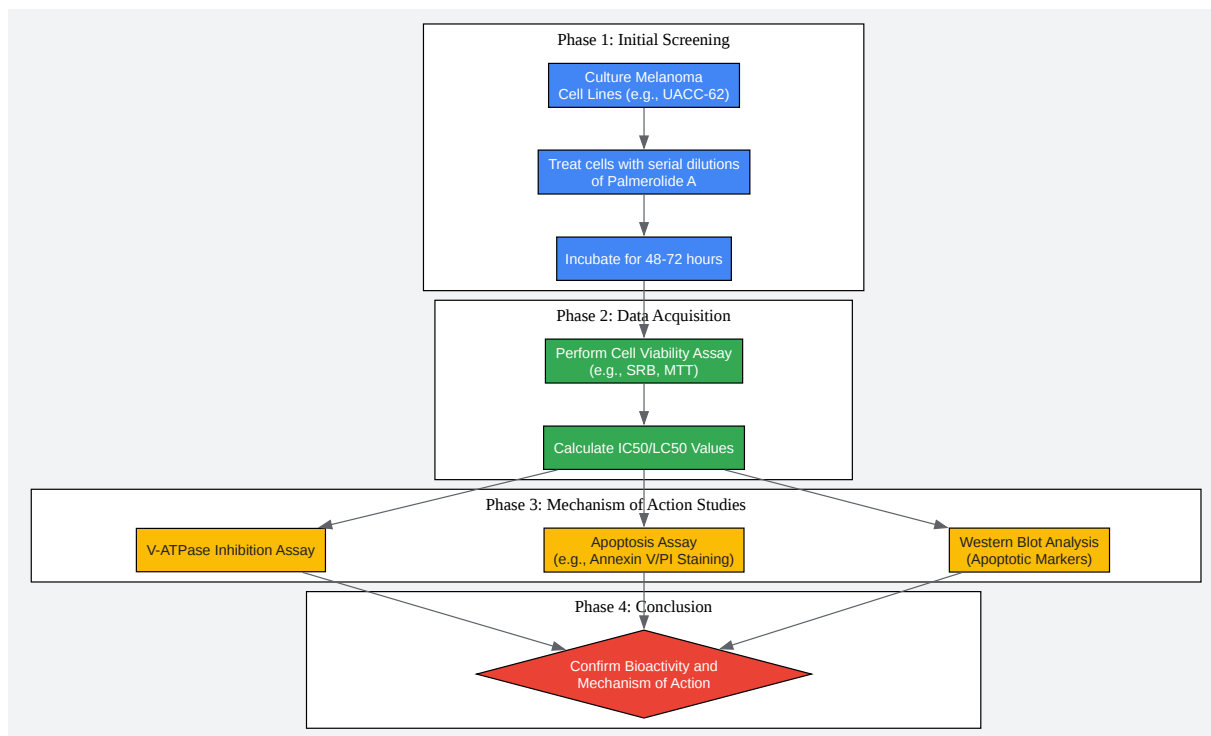 Phase 1: Initial Screening
Culture Melanoma
Cell Lines (e.g., UACC-62)
Treat cells with serial dilutions
of Palmerolide A
Incubate for 48-72 hours
Phase 2: Data Acquisition
Perform Cell Viability Assay
(e.g., SRB, MTT)
Calculate IC50/LC50 Values
Phase 3: Mechanism of Action Studies
V-ATPase Inhibition Assay
Apoptosis Assay
(e.g., Annexin V/PI Staining)
Western Blot Analysis
(Apoptotic Markers)
Phase 4: Conclusion
Confirm Bioactivity and
Mechanism of Action